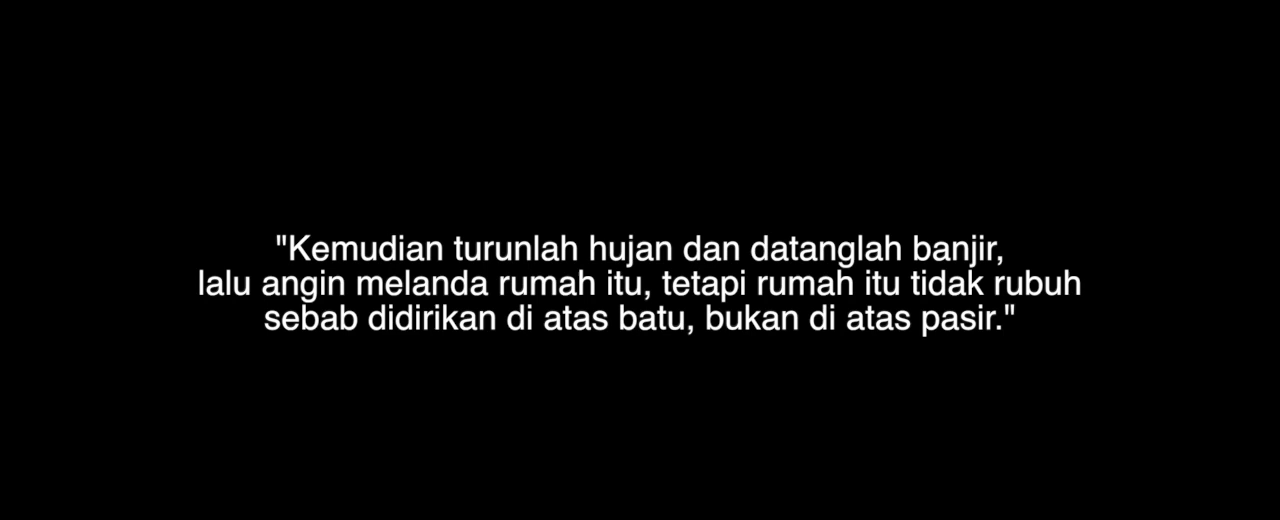 "Kemudian turunlah hujan dan datanglah banjir,
lalu angin melanda rumah itu, tetapi rumah itu tidak rubuh
sebab didirikan di atas batu, bukan di atas pasir."